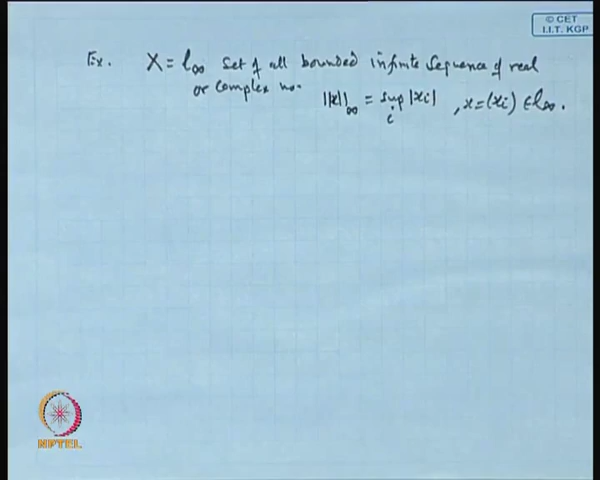 © CET
I.I.T. KGP
Ex. X = l∞ set of all bounded infinite sequence of real
or complex no.
||x||∞ = sup |xi| , x = (xi) ∈ l∞.
i
NPTEL